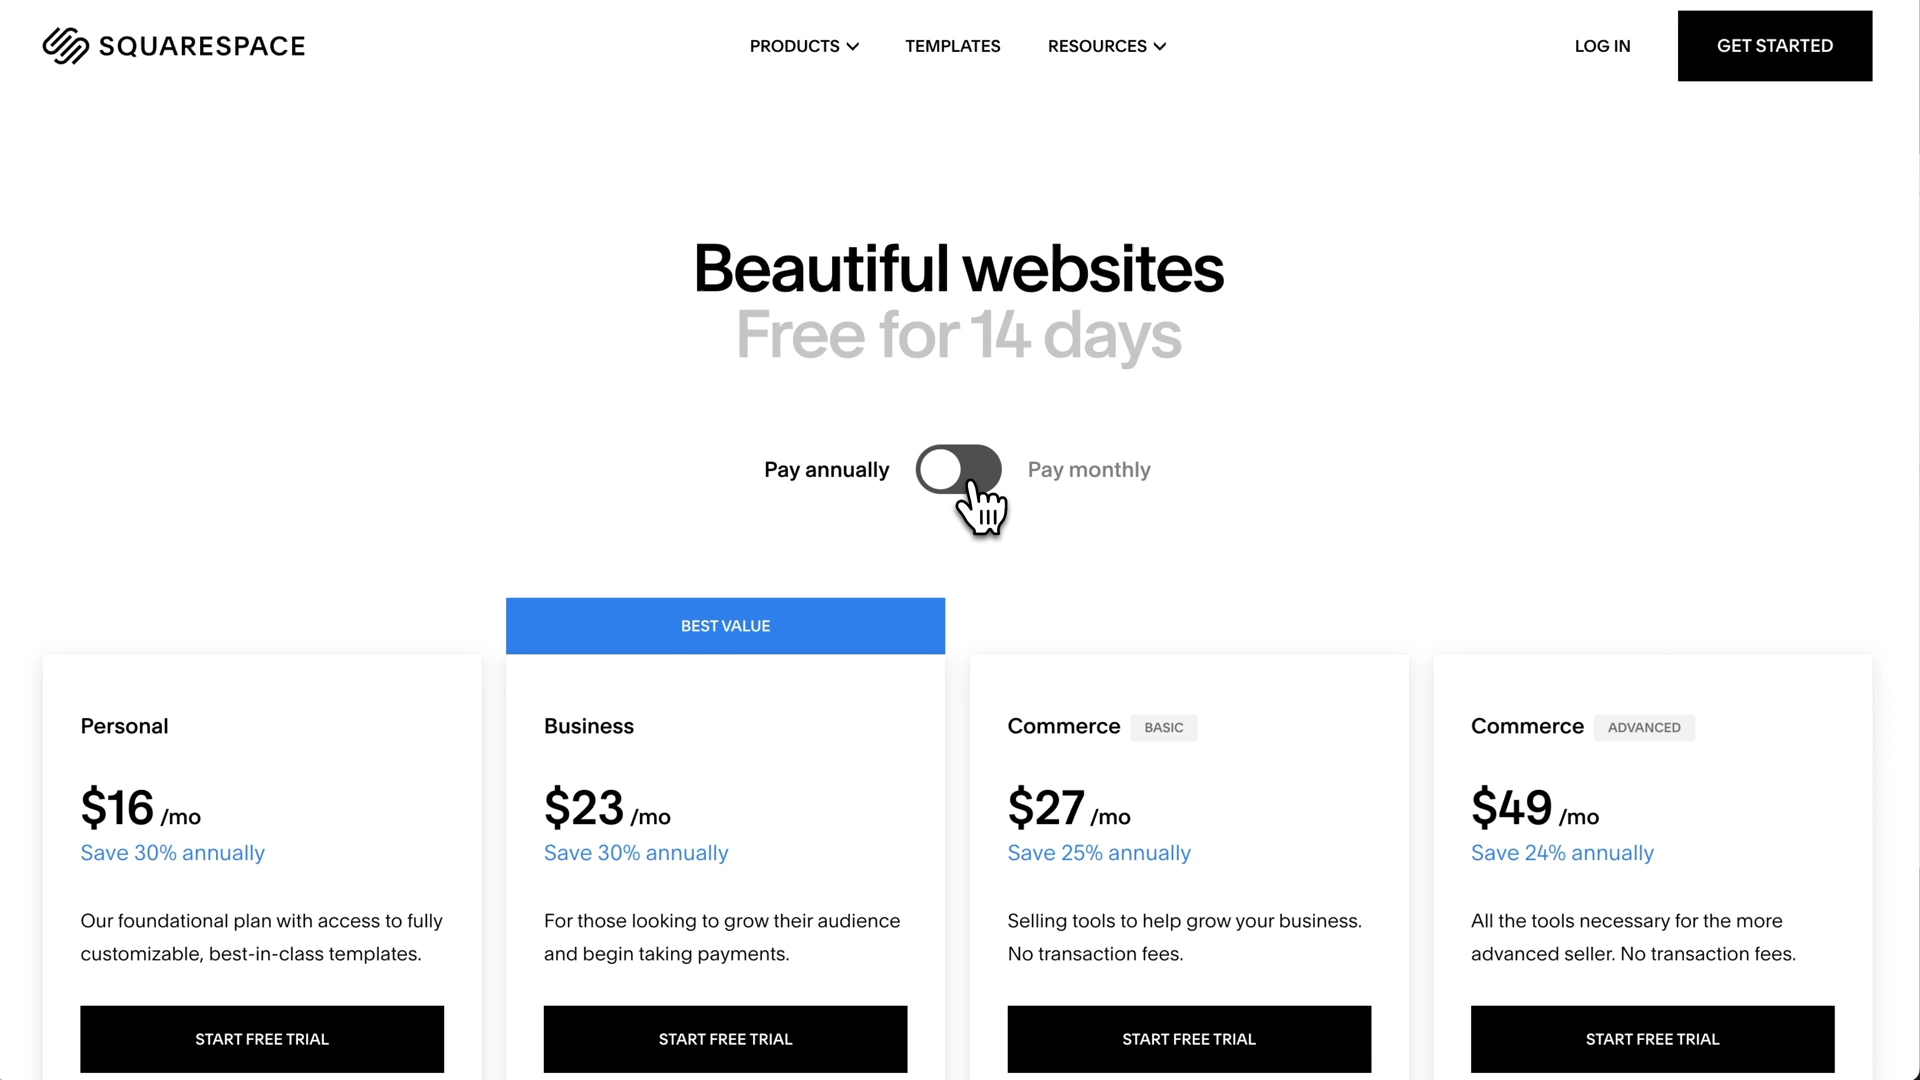 SQUARESPACE
PRODUCTS
TEMPLATES
RESOURCES
LOG IN
GET STARTED
Beautiful websites
Free for 14 days
Pay annually
Pay monthly
BEST VALUE
Personal
$16 /mo
Save 30% annually
Our foundational plan with access to fully
customizable, best-in-class templates.
START FREE TRIAL
Business
$23 /mo
Save 30% annually
For those looking to grow their audience
and begin taking payments.
START FREE TRIAL
Commerce BASIC
$27 /mo
Save 25% annually
Selling tools to help grow your business.
No transaction fees.
START FREE TRIAL
Commerce ADVANCED
$49 /mo
Save 24% annually
All the tools necessary for the more
advanced seller. No transaction fees.
START FREE TRIAL